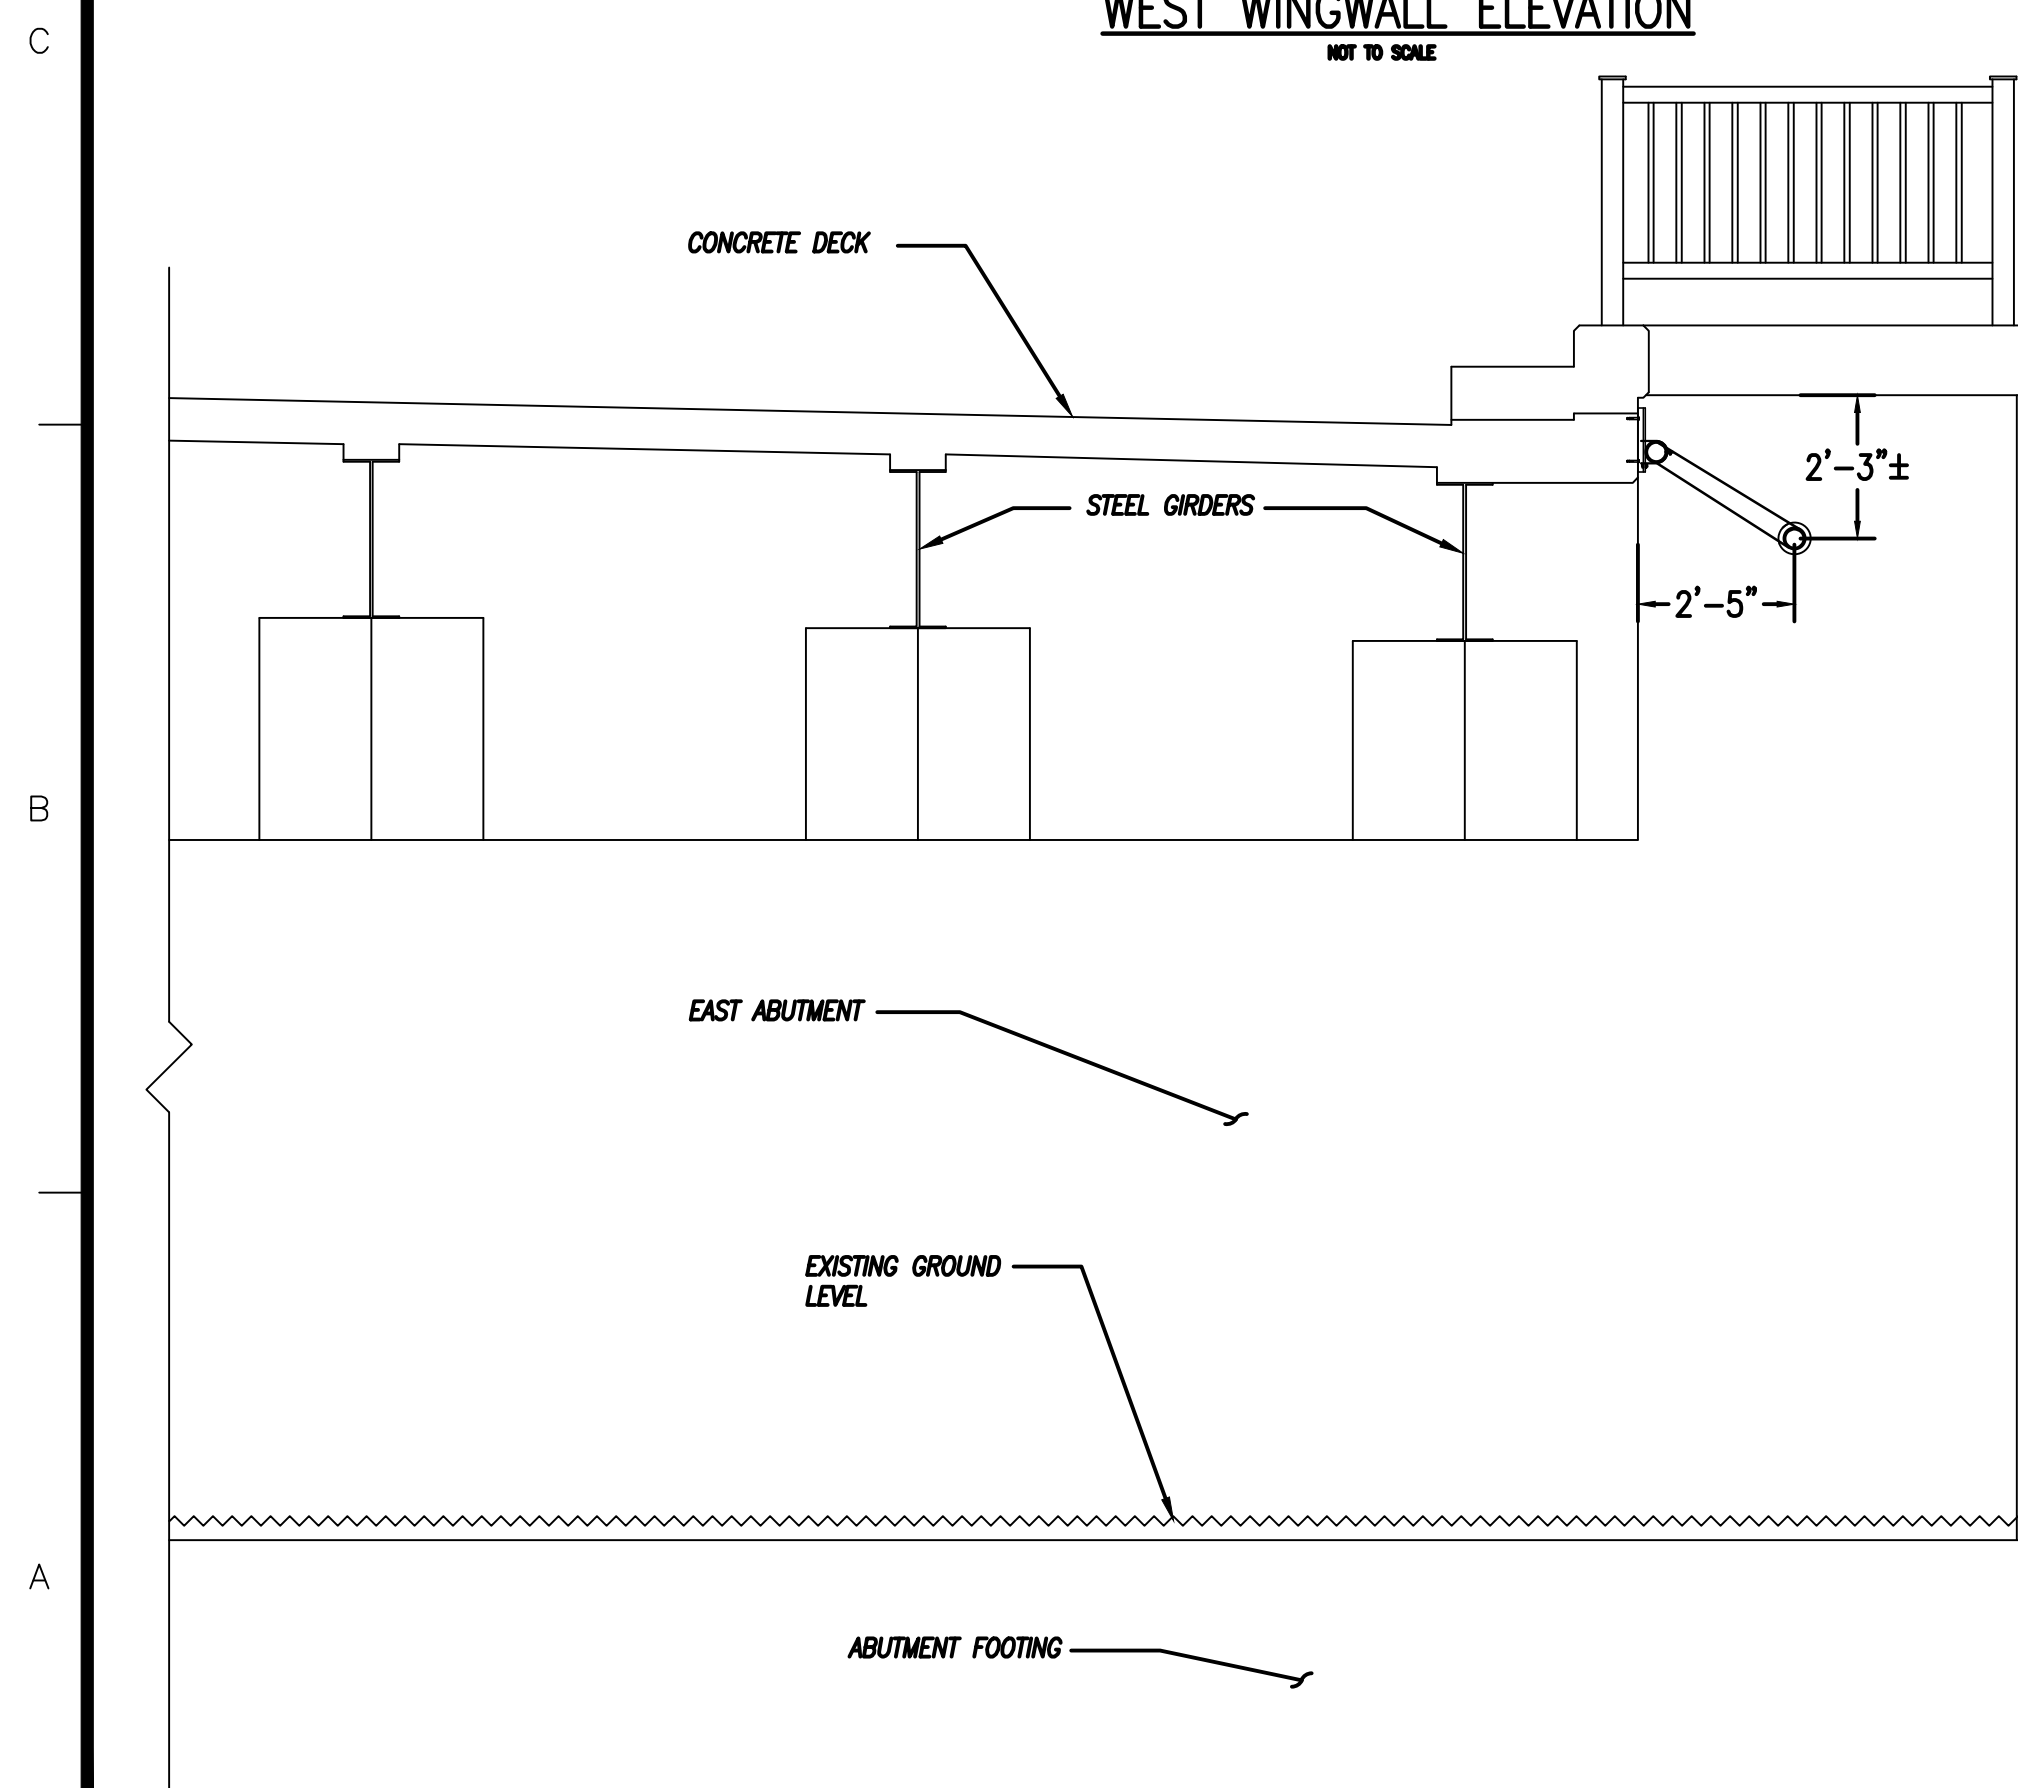 WEST WINGWALL ELEVATION
NOT TO SCALE
C
CONCRETE DECK
2'-3"±
STEEL GIRDERS
2'-5"
B
EAST ABUTMENT
EXISTING GROUND
LEVEL
A
ABUTMENT FOOTING